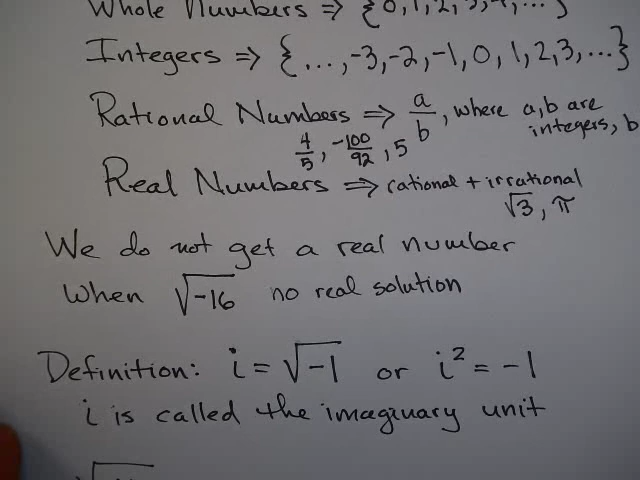 Whole Numbers ⇒ {0,1,2,3,4,...}
Integers ⇒ {...,-3,-2,-1,0,1,2,3,...}
Rational Numbers ⇒ a/b, where a,b are
integers, b
4/5, -100/92, 5
Real Numbers ⇒ rational + irrational
√3, π
We do not get a real number
when √-16 no real solution
Definition: i = √-1 or i² = -1
i is called the imaginary unit